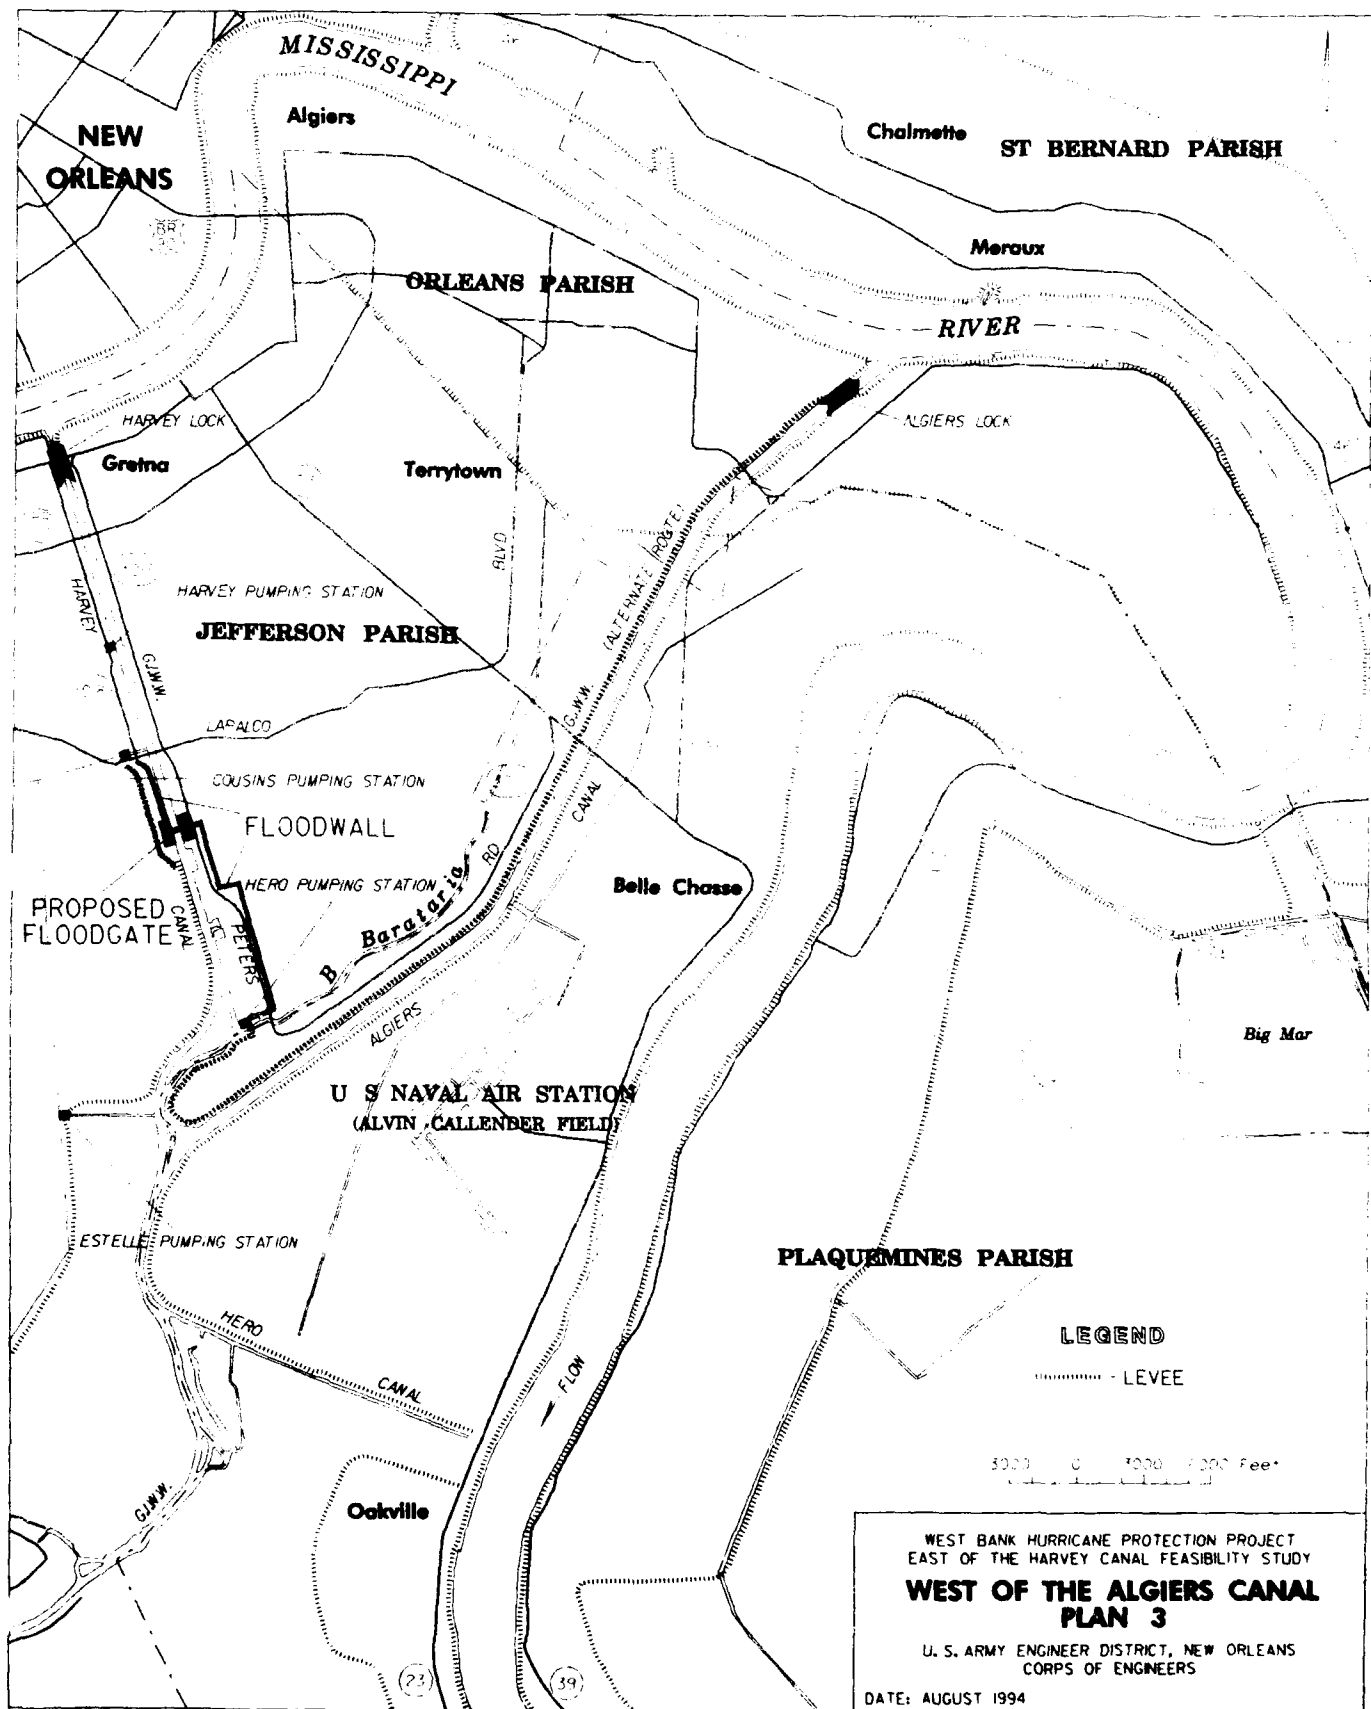 MISSISSIPPI
NEW
ORLEANS
Algiers
Chalmette
ST BERNARD PARISH
Meraux
ORLEANS PARISH
RIVER
HARVEY LOCK
ALGIERS LOCK
Gretna
Terrytown
BLVD
(ALTERNATE ROUTE)
HARVEY PUMPING STATION
HARVEY
JEFFERSON PARISH
G.I.W.W.
G.I.W.W.
LAPALCO
COUSINS PUMPING STATION
CANAL
FLOODWALL
RD
HERO PUMPING STATION
Belle Chasse
PROPOSED
FLOODGATE
CANAL
PETERS
B Barataria
ALGIERS
Big Mar
U S NAVAL AIR STATION
(ALVIN CALLENDER FIELD)
ESTELLE PUMPING STATION
PLAQUEMINES PARISH
HERO
CANAL
FLOW
LEGEND
- LEVEE
3000 0 3000 Feet
G.I.W.W.
Oakville
23
39
WEST BANK HURRICANE PROTECTION PROJECT
EAST OF THE HARVEY CANAL FEASIBILITY STUDY
WEST OF THE ALGIERS CANAL
PLAN 3
U. S. ARMY ENGINEER DISTRICT, NEW ORLEANS
CORPS OF ENGINEERS
DATE: AUGUST 1994